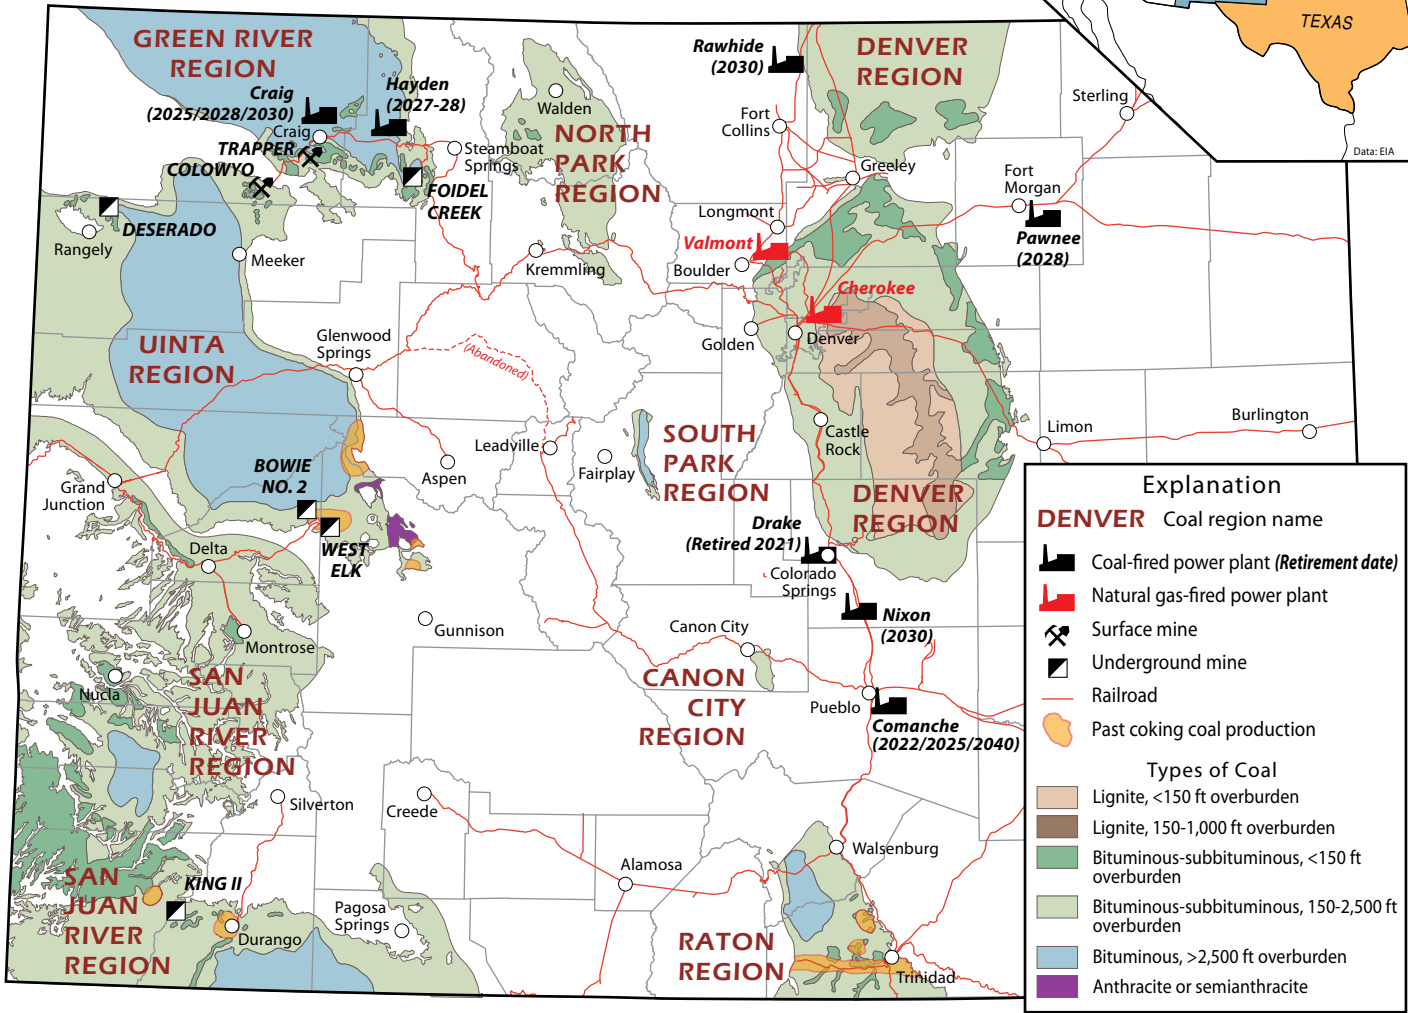 TEXAS
Data: EIA
GREEN RIVER
REGION
Craig
(2025/2028/2030)
Hayden
(2027-28)
Craig
TRAPPER
COLOWYO
Steamboat
Springs
FOIDEL
CREEK
Walden
NORTH
PARK
REGION
Rawhide
(2030)
DENVER
REGION
Fort
Collins
Sterling
Greeley
Fort
Morgan
Pawnee
(2028)
Longmont
Valmont
Boulder
Cherokee
Golden
Denver
DESERADO
Rangely
Meeker
Kremmling
UINTA
REGION
Glenwood
Springs
(Abandoned)
Leadville
Aspen
Fairplay
SOUTH
PARK
REGION
Castle
Rock
DENVER
REGION
Limon
Burlington
BOWIE
NO. 2
Grand
Junction
WEST
ELK
Delta
Drake
(Retired 2021)
Colorado
Springs
Nixon
(2030)
Gunnison
Montrose
Canon City
CANON
CITY
REGION
Pueblo
Comanche
(2022/2025/2040)
Nucla
SAN
JUAN
RIVER
REGION
Silverton
Creede
Alamosa
Walsenburg
SAN
JUAN
RIVER
REGION
KING II
Durango
Pagosa
Springs
RATON
REGION
Trinidad
Explanation
DENVER Coal region name
Coal-fired power plant (Retirement date)
Natural gas-fired power plant
Surface mine
Underground mine
Railroad
Past coking coal production
Types of Coal
Lignite, <150 ft overburden
Lignite, 150-1,000 ft overburden
Bituminous-subbituminous, <150 ft
overburden
Bituminous-subbituminous, 150-2,500 ft
overburden
Bituminous, >2,500 ft overburden
Anthracite or semianthracite